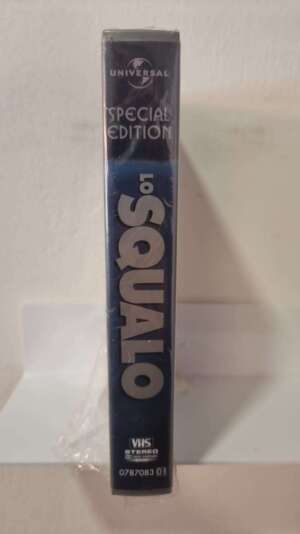 UNIVERSAL
SPECIAL
EDITION
LO SQUALO
VHS
STEREO
0787083 01